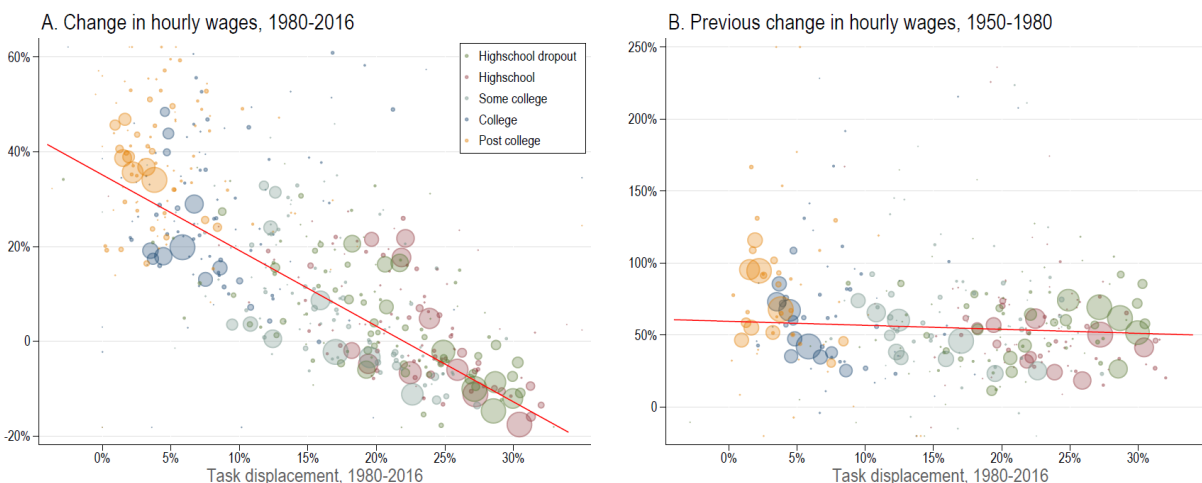 A. Change in hourly wages, 1980-2016
60%
40%
20%
0
-20%
Highschool dropout
Highschool
Some college
College
Post college
0%
5%
10%
15%
20%
25%
30%
Task displacement, 1980-2016
B. Previous change in hourly wages, 1950-1980
250%
200%
150%
100%
50%
0
0%
5%
10%
15%
20%
25%
30%
Task displacement, 1980-2016